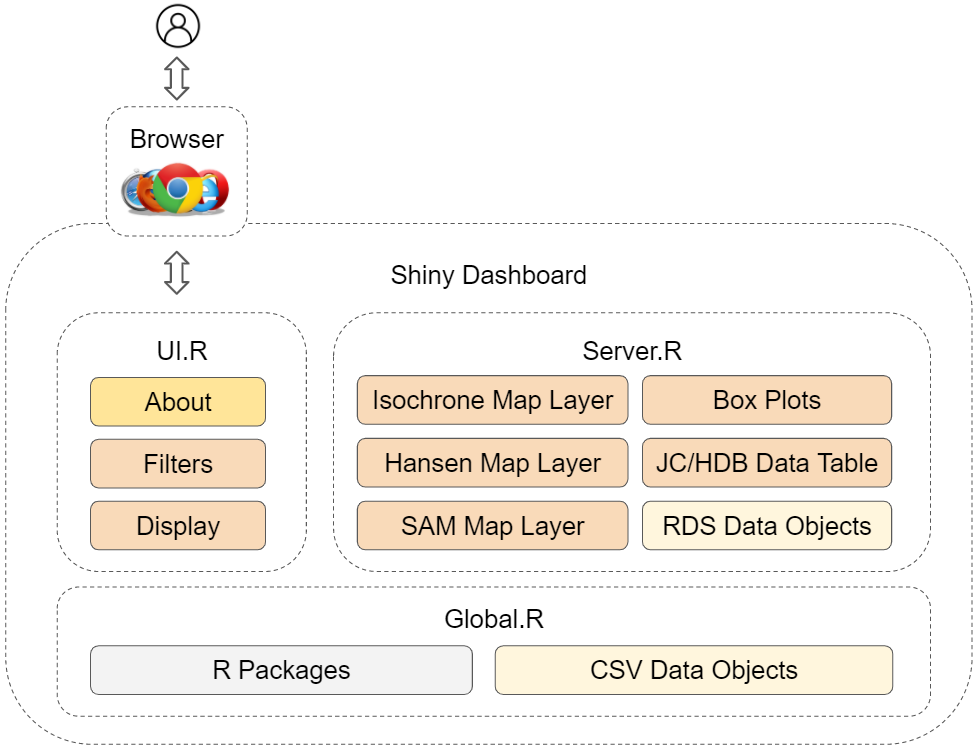 Browser
Shiny Dashboard
UI.R
About
Filters
Display
Server.R
Isochrone Map Layer
Box Plots
Hansen Map Layer
JC/HDB Data Table
SAM Map Layer
RDS Data Objects
Global.R
R Packages
CSV Data Objects